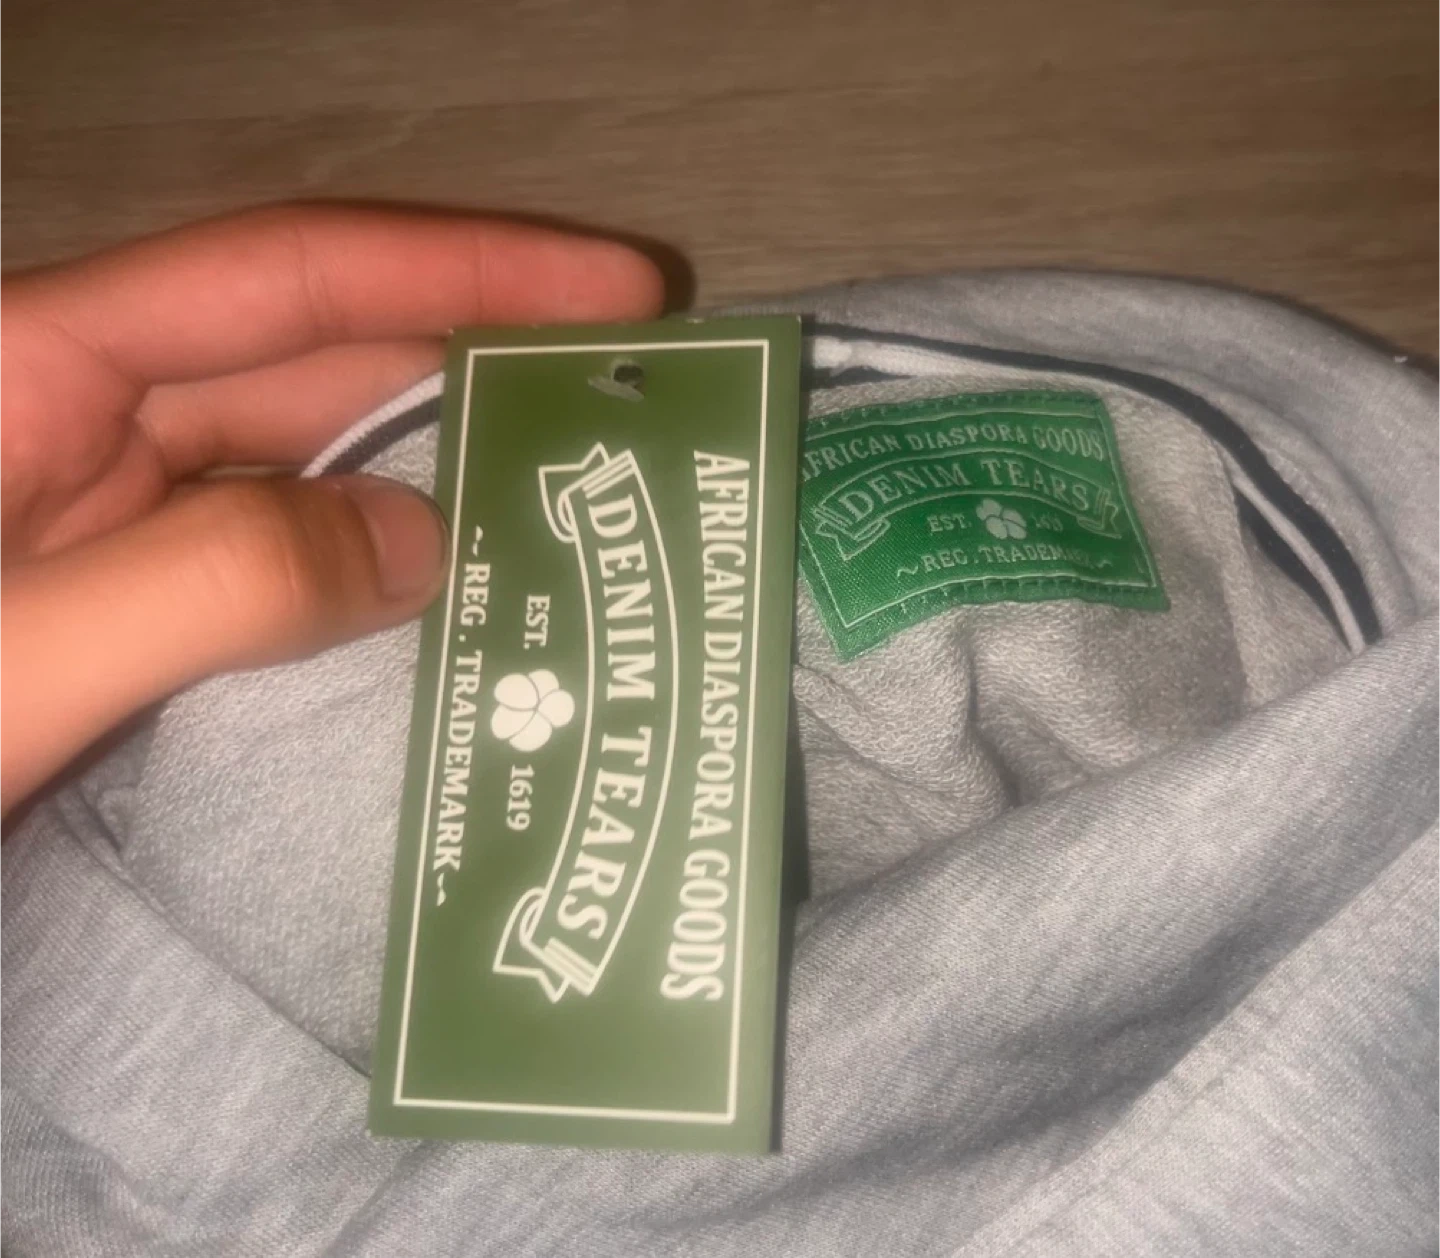 AFRICAN DIASPORA GOODS
DENIM TEARS
EST. 1619
~REG. TRADEMARK~
AFRICAN DIASPORA GOODS
DENIM TEARS
EST.
~REG. TRADEMARK~